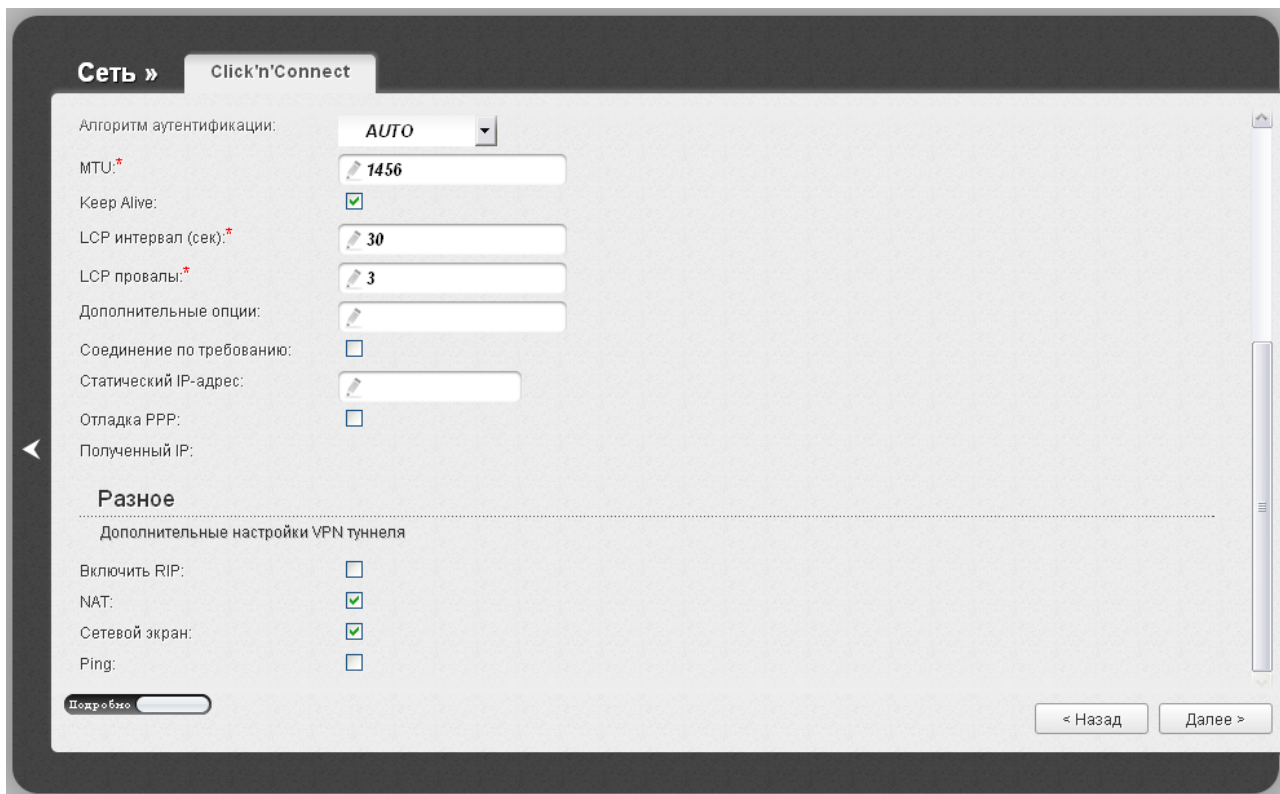 Сеть » Click'n'Connect
Алгоритм аутентификации: AUTO
MTU:* 1456
Keep Alive:
LCP интервал (сек):* 30
LCP провалы:* 3
Дополнительные опции:
Соединение по требованию:
Статический IP-адрес:
Отладка PPP:
Полученный IP:
Разное
Дополнительные настройки VPN туннеля
Включить RIP:
NAT:
Сетевой экран:
Ping:
Подробно
< Назад Далее >